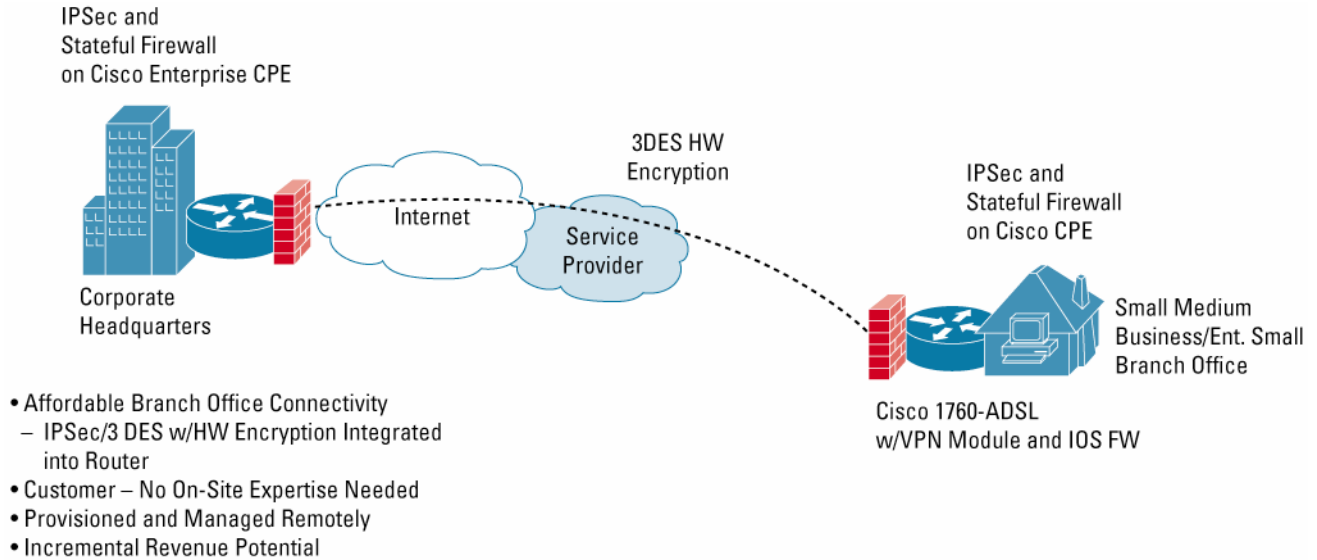 IPSec and
Stateful Firewall
on Cisco Enterprise CPE
3DES HW
Encryption
IPSec and
Stateful Firewall
on Cisco CPE
Internet
Service
Provider
Corporate
Headquarters
Small Medium
Business/Ent. Small
Branch Office
Cisco 1760-ADSL
w/VPN Module and IOS FW
• Affordable Branch Office Connectivity
– IPSec/3 DES w/HW Encryption Integrated
into Router
• Customer – No On-Site Expertise Needed
• Provisioned and Managed Remotely
• Incremental Revenue Potential